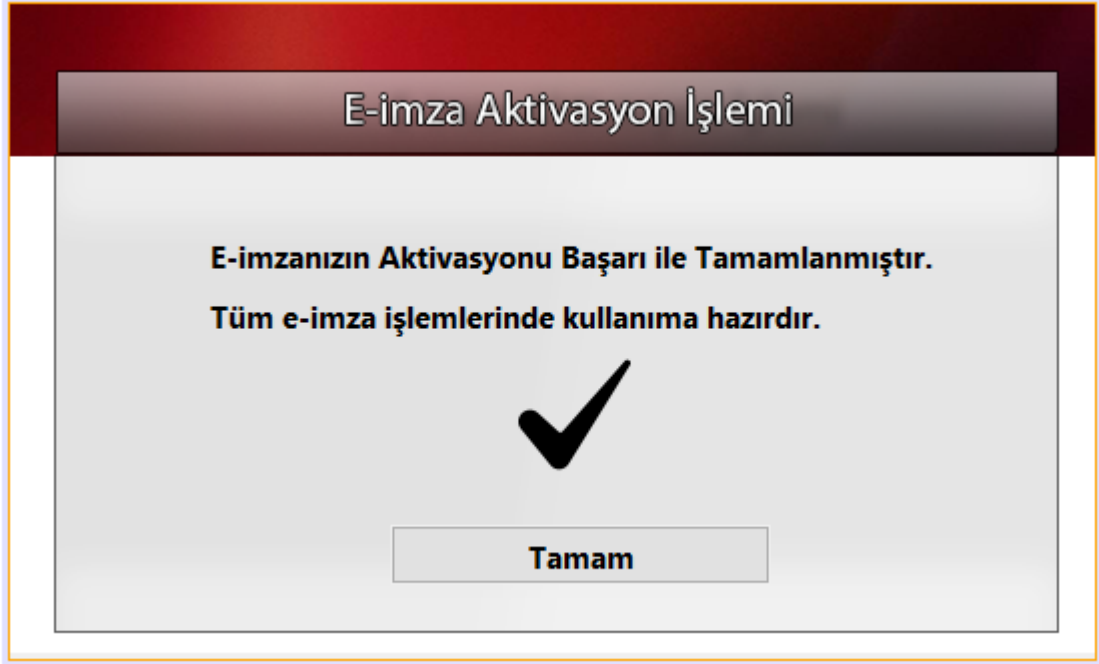 E-imza Aktivasyon İşlemi
E-imzanızın Aktivasyonu Başarı ile Tamamlanmıştır.
Tüm e-imza işlemlerinde kullanıma hazırdır.
Tamam